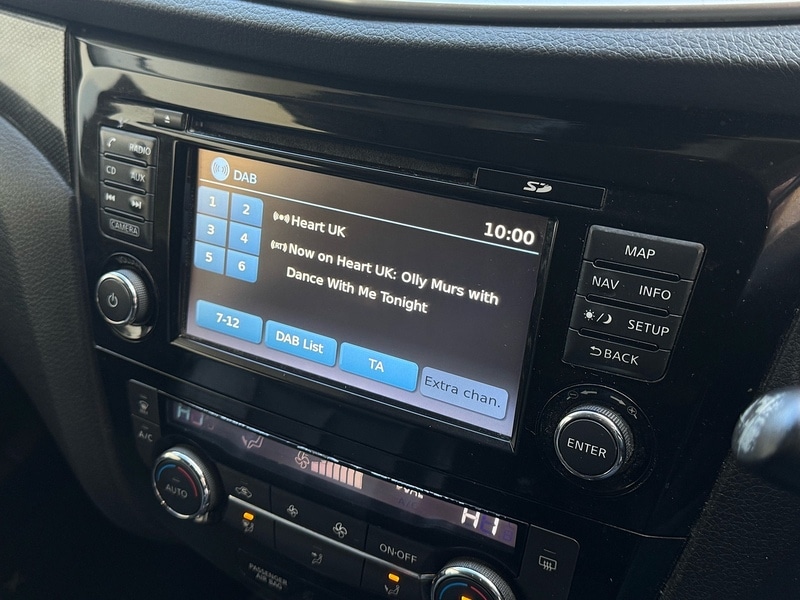 RADIO
CD
AUX
CAMERA
SD
DAB
10:00
1
2
3
4
5
6
Heart UK
Now on Heart UK: Olly Murs with
Dance With Me Tonight
7-12
DAB List
TA
Extra chan.
MAP
NAV
INFO
SETUP
BACK
ENTER
A/C
AUTO
HI
ON·OFF
PASSENGER
AIR BAG